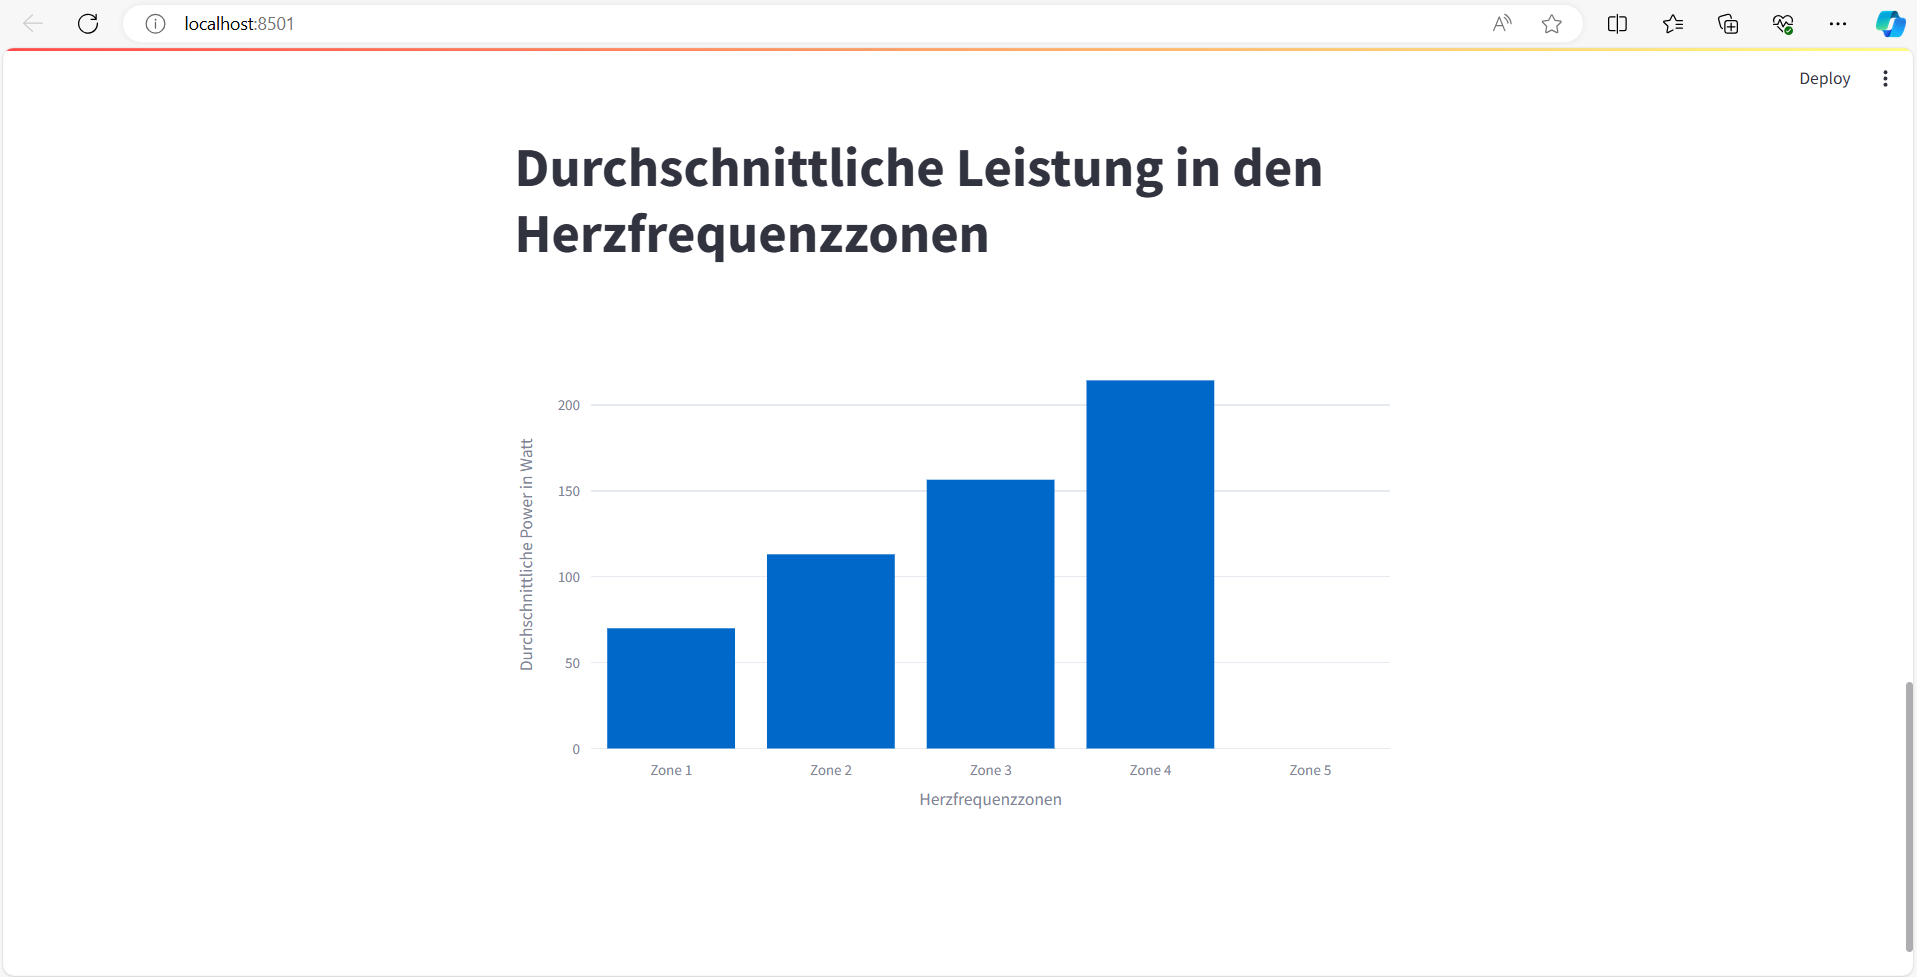 localhost:8501
Deploy
Durchschnittliche Leistung in den
Herzfrequenzzonen
Durchschnittliche Power in Watt
200
150
100
50
0
Zone 1 Zone 2 Zone 3 Zone 4 Zone 5
Herzfrequenzzonen